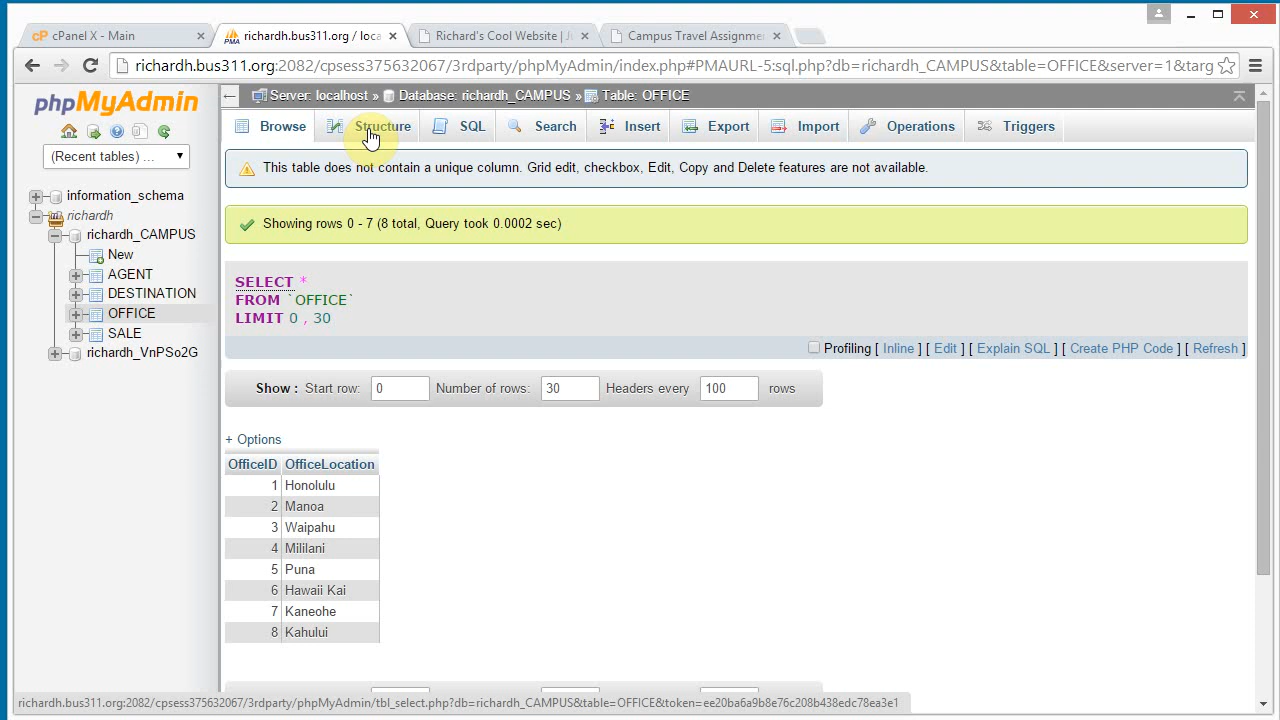 cPanel X - Main
richardh.bus311.org / loca
Richard's Cool Website | Ju
Campus Travel Assignme
richardh.bus311.org:2082/cpsess375632067/3rdparty/phpMyAdmin/index.php#PMAURL-5:sql.php?db=richardh_CAMPUS&table=OFFICE&server=1&targ
phpMyAdmin
(Recent tables) ...
information_schema
richardh
richardh_CAMPUS
New
AGENT
DESTINATION
OFFICE
SALE
richardh_VnPSo2G
Server: localhost » Database: richardh_CAMPUS » Table: OFFICE
Browse Structure SQL Search Insert Export Import Operations Triggers
This table does not contain a unique column. Grid edit, checkbox, Edit, Copy and Delete features are not available.
Showing rows 0 - 7 (8 total, Query took 0.0002 sec)
SELECT *
FROM `OFFICE`
LIMIT 0 , 30
Profiling [ Inline ] [ Edit ] [ Explain SQL ] [ Create PHP Code ] [ Refresh ]
Show : Start row: 0 Number of rows: 30 Headers every 100 rows
+ Options
OfficeID OfficeLocation
1 Honolulu
2 Manoa
3 Waipahu
4 Mililani
5 Puna
6 Hawaii Kai
7 Kaneohe
8 Kahului
richardh.bus311.org:2082/cpsess375632067/3rdparty/phpMyAdmin/tbl_select.php?db=richardh_CAMPUS&table=OFFICE&token=ee20ba6a9b8e76c208b438edc78ea3e1